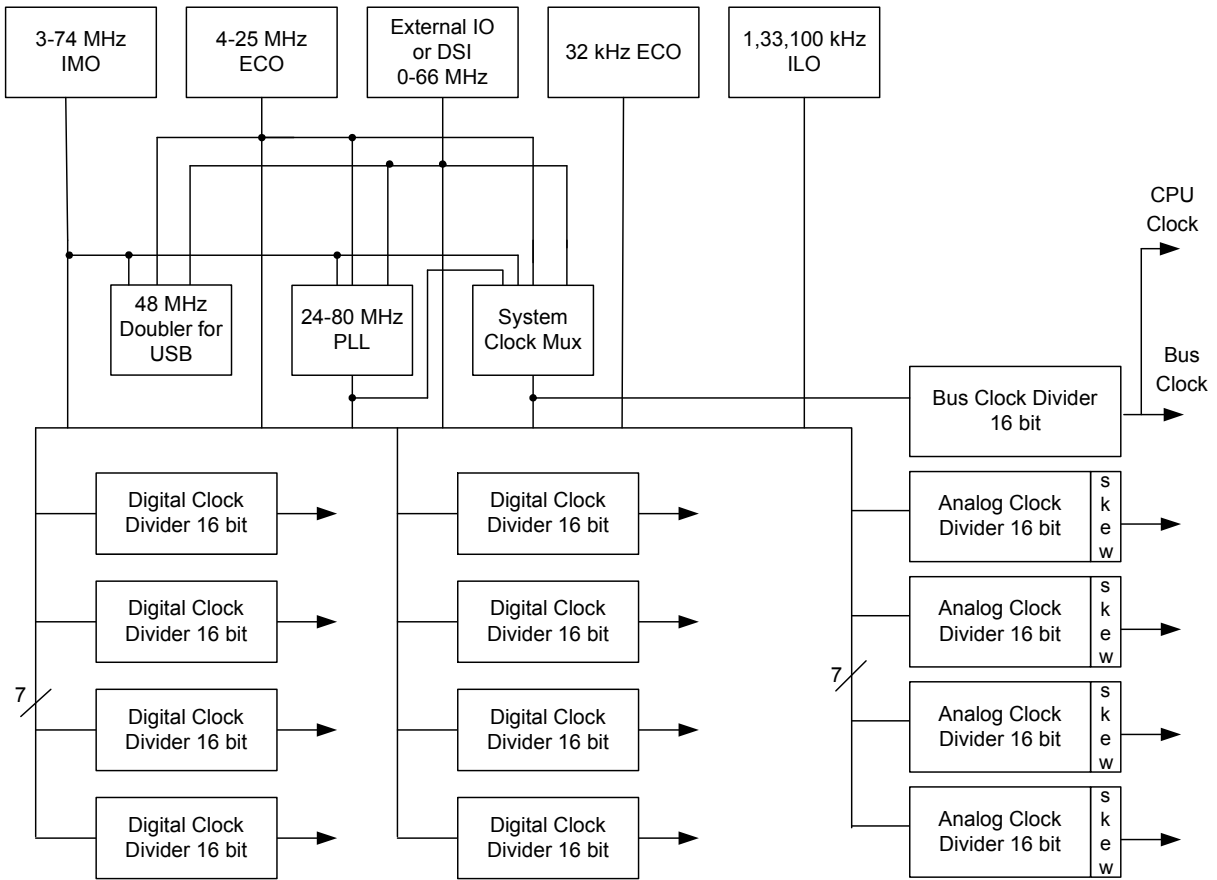 3-74 MHz
IMO
4-25 MHz
ECO
External IO
or DSI
0-66 MHz
32 kHz ECO
1,33,100 kHz
ILO
CPU
Clock
48 MHz
Doubler for
USB
24-80 MHz
PLL
System
Clock Mux
Bus
Clock
Bus Clock Divider
16 bit
7
Digital Clock
Divider 16 bit
Digital Clock
Divider 16 bit
Digital Clock
Divider 16 bit
Digital Clock
Divider 16 bit
Digital Clock
Divider 16 bit
Digital Clock
Divider 16 bit
Digital Clock
Divider 16 bit
Digital Clock
Divider 16 bit
7
Analog Clock
Divider 16 bit
s
k
e
w
Analog Clock
Divider 16 bit
s
k
e
w
Analog Clock
Divider 16 bit
s
k
e
w
Analog Clock
Divider 16 bit
s
k
e
w